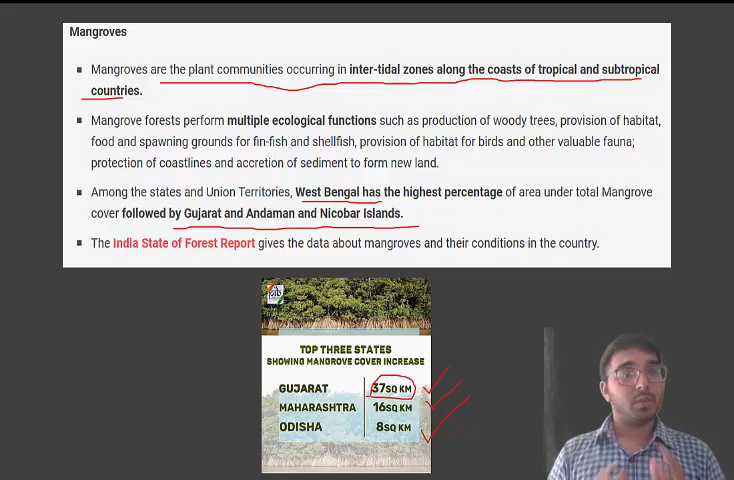 Mangroves
Mangroves are the plant communities occurring in inter-tidal zones along the coasts of tropical and subtropical
countries.
Mangrove forests perform multiple ecological functions such as production of woody trees, provision of habitat,
food and spawning grounds for fin-fish and shellfish, provision of habitat for birds and other valuable fauna;
protection of coastlines and accretion of sediment to form new land.
Among the states and Union Territories, West Bengal has the highest percentage of area under total Mangrove
cover followed by Gujarat and Andaman and Nicobar Islands.
The India State of Forest Report gives the data about mangroves and their conditions in the country.
TOP THREE STATES
SHOWING MANGROVE COVER INCREASE
GUJARAT 37SQ KM
MAHARASHTRA 16SQ KM
ODISHA 8SQ KM